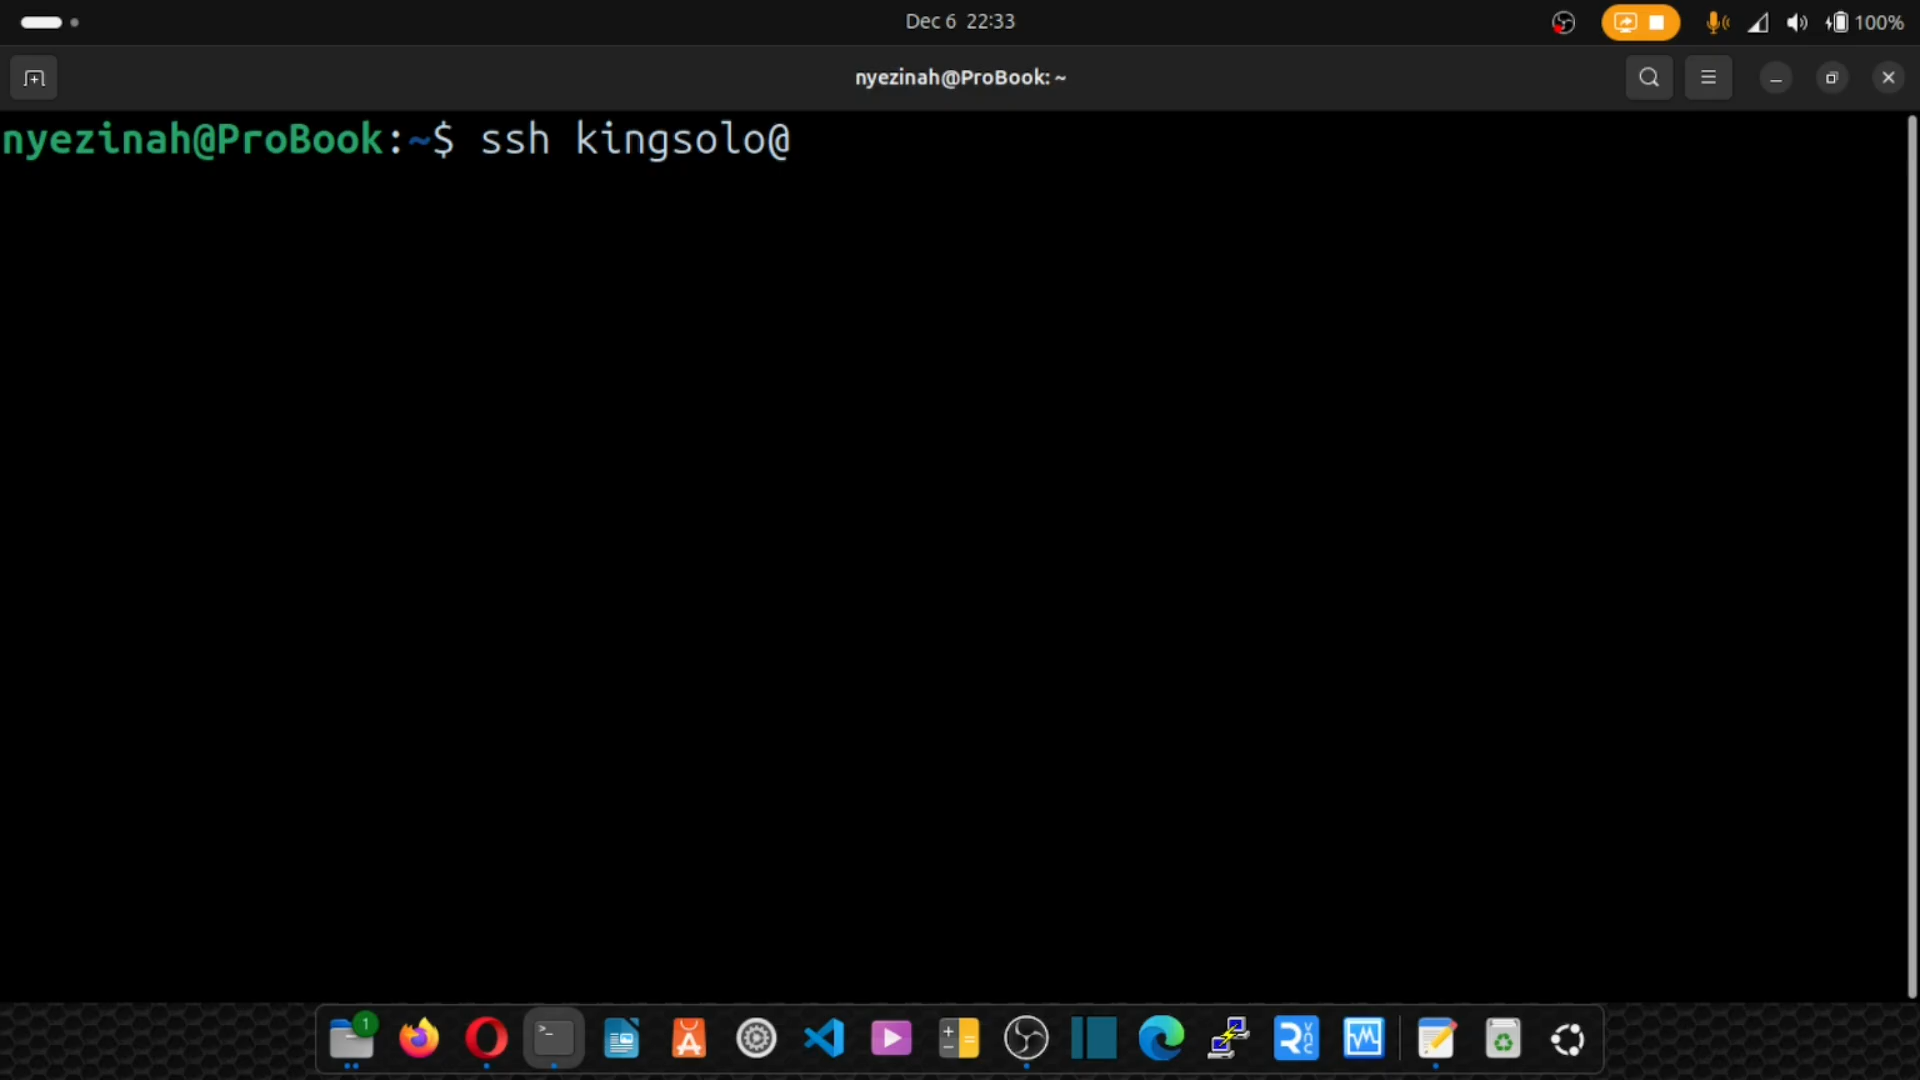 Dec 6 22:33
100%
nyezinah@ProBook: ~
nyezinah@ProBook:~$ ssh kingsolo@
1